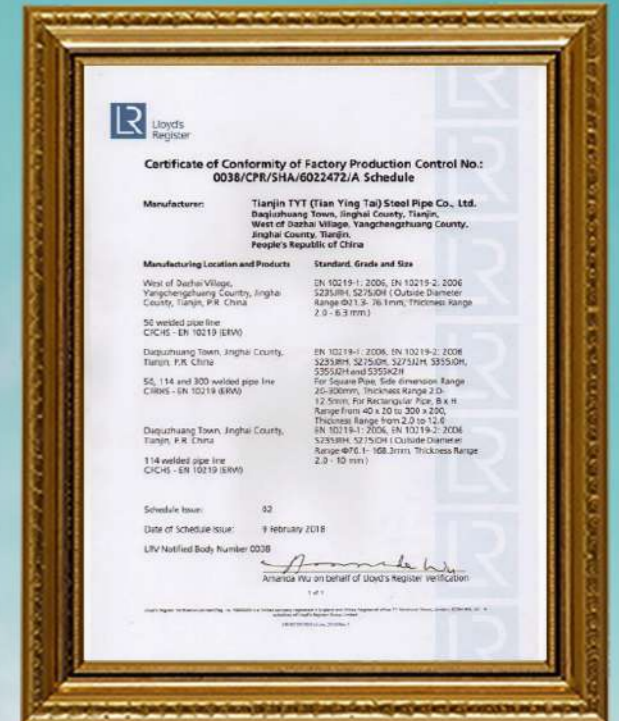 LR
Lloyd's
Register
Certificate of Conformity of Factory Production Control No.:
0038/CPR/SHA/6022472/A Schedule
Manufacturer:
Tianjin TYT (Tian Ying Tai) Steel Pipe Co., Ltd.
Daqiuzhuang Town, Jinghai County, Tianjin,
West of Dazhai Village, Yangchengzhuang County,
Jinghai County, Tianjin,
People's Republic of China
Manufacturing Location and Products
Standard, Grade and Size
West of Dazhai Village,
Yangchengzhuang Country, Jinghai
County, Tianjin, P.R. China
50 welded pipe line
CFCHS - EN 10219 (ERW)
EN 10219-1: 2006, EN 10219-2: 2006
S235JRH, S275JOH ( Outside Diameter
Range Φ21.3- 76.1mm, Thickness Range
2.0 - 6.3 mm)
Daqiuzhuang Town, Jinghai County,
Tianjin, P.R. China
50, 114 and 300 welded pipe line
CFRHS - EN 10219 (ERW)
EN 10219-1: 2006, EN 10219-2: 2006
S235JRH, S275JOH, S275J2H, S355JOH,
S355J2H and S355K2H
For Square Pipe, Side dimension Range
20-300mm, Thickness Range 2.0-
12.5mm, For Rectangular Pipe, B x H
Range from 40 x 20 to 300 x 200,
Thickness Range from 2.0 to 12.0
Daqiuzhuang Town, Jinghai County,
Tianjin, P.R. China
114 welded pipe line
CFCHS - EN 10219 (ERW)
EN 10219-1: 2006, EN 10219-2: 2006
S235JRH, S275JOH ( Outside Diameter
Range Φ76.1- 168.3mm, Thickness Range
2.0 - 10 mm)
Schedule Issue: 02
Date of Schedule Issue: 9 February 2018
LRV Notified Body Number 0038
Amanda Wu on behalf of Lloyd's Register Verification
1 of 1